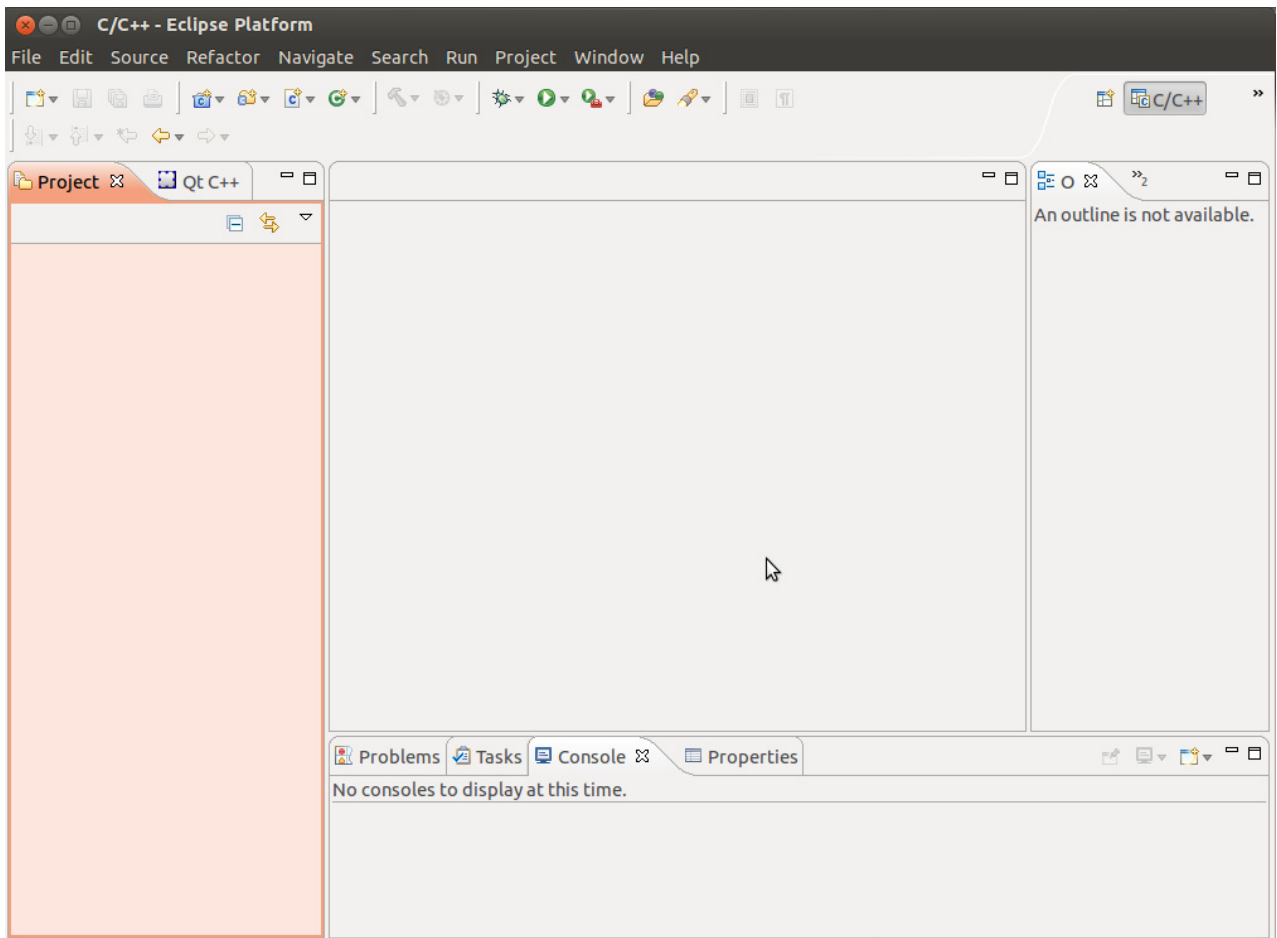 C/C++ - Eclipse Platform
File Edit Source Refactor Navigate Search Run Project Window Help
C/C++ »
Project Qt C++ O »2
An outline is not available.
Problems Tasks Console Properties
No consoles to display at this time.